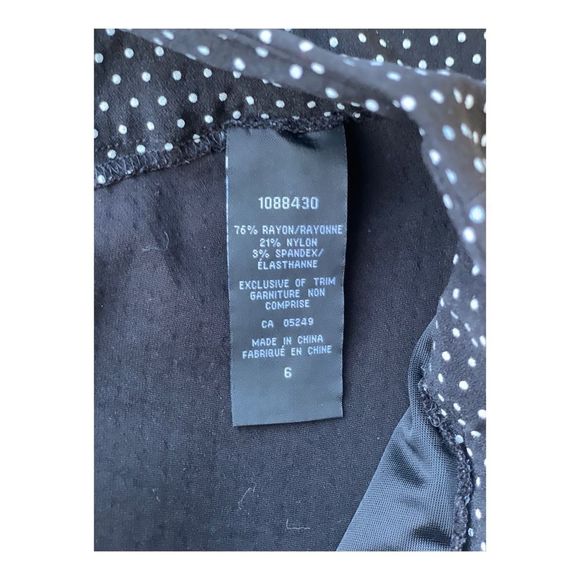 1088430
76% RAYON/RAYONNE
21% NYLON
3% SPANDEX/
ÉLASTHANNE
EXCLUSIVE OF TRIM
GARNITURE NON
COMPRISE
CA 05249
MADE IN CHINA
FABRIQUÉ EN CHINE
6